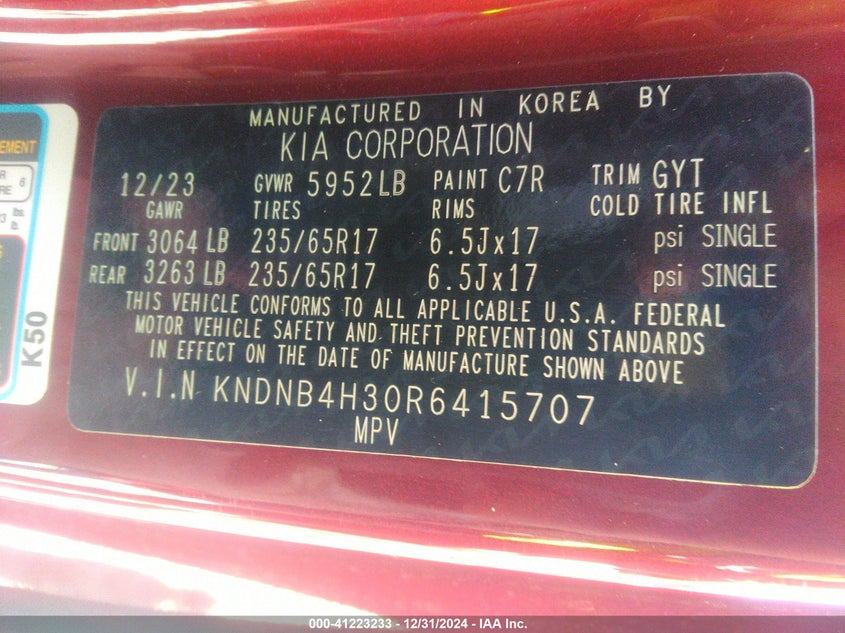 MANUFACTURED IN KOREA BY
KIA CORPORATION
12/23 GVWR 5952LB PAINT C7R TRIM GYT
GAWR TIRES RIMS COLD TIRE INFL
FRONT 3064 LB 235/65R17 6.5Jx17 psi SINGLE
REAR 3263 LB 235/65R17 6.5Jx17 psi SINGLE
THIS VEHICLE CONFORMS TO ALL APPLICABLE U.S.A. FEDERAL
MOTOR VEHICLE SAFETY AND THEFT PREVENTION STANDARDS
IN EFFECT ON THE DATE OF MANUFACTURE SHOWN ABOVE
V.I.N KNDNB4H30R6415707
MPV
EMENT
6
lbs.
K50
000-41223233 - 12/31/2024 - IAA Inc.